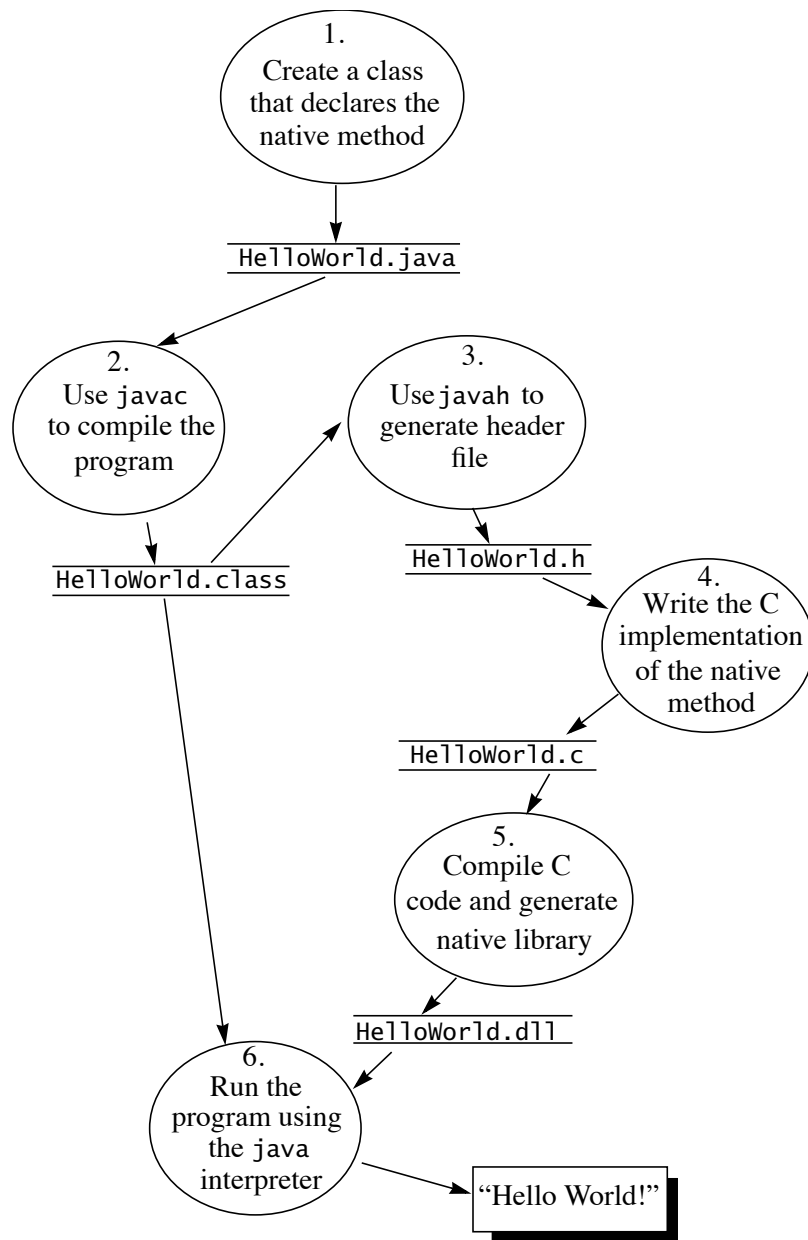 1.
Create a class
that declares the
native method
HelloWorld.java
2.
Use javac
to compile the
program
3.
Use javah to
generate header
file
HelloWorld.class
HelloWorld.h
4.
Write the C
implementation
of the native
method
HelloWorld.c
5.
Compile C
code and generate
native library
HelloWorld.dll
6.
Run the
program using
the java
interpreter
“Hello World!”